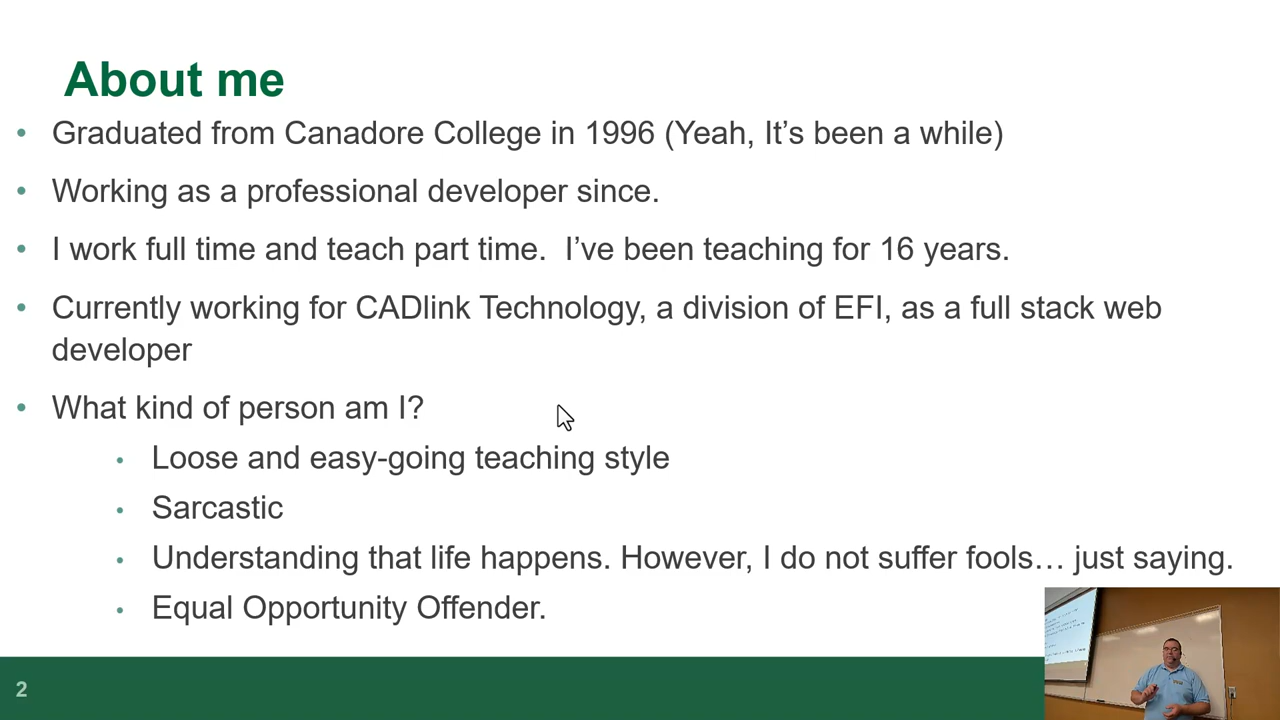 About me
• Graduated from Canadore College in 1996 (Yeah, It’s been a while)
• Working as a professional developer since.
• I work full time and teach part time.  I’ve been teaching for 16 years.
• Currently working for CADlink Technology, a division of EFI, as a full stack web
developer
• What kind of person am I?
• Loose and easy-going teaching style
• Sarcastic
• Understanding that life happens. However, I do not suffer fools… just saying.
• Equal Opportunity Offender.
2